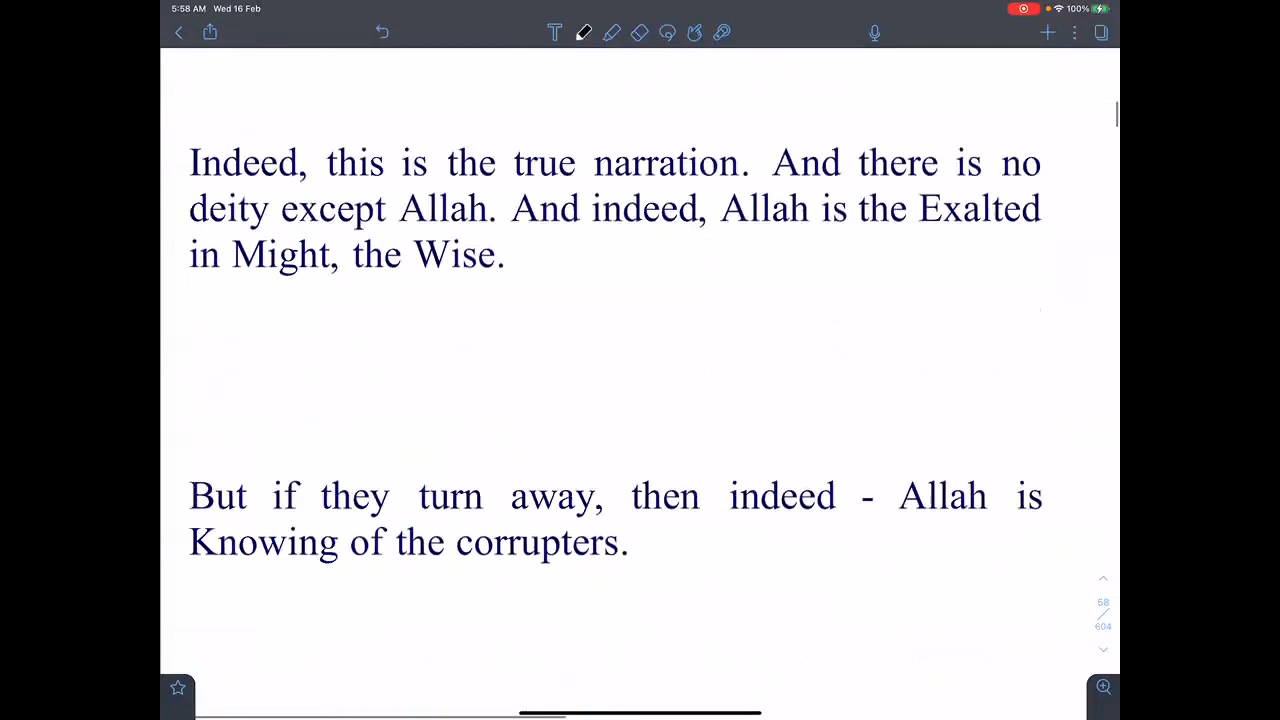 5:58 AM Wed 16 Feb
100%
T
Indeed, this is the true narration. And there is no
deity except Allah. And indeed, Allah is the Exalted
in Might, the Wise.
But if they turn away, then indeed - Allah is
Knowing of the corrupters.
58
604